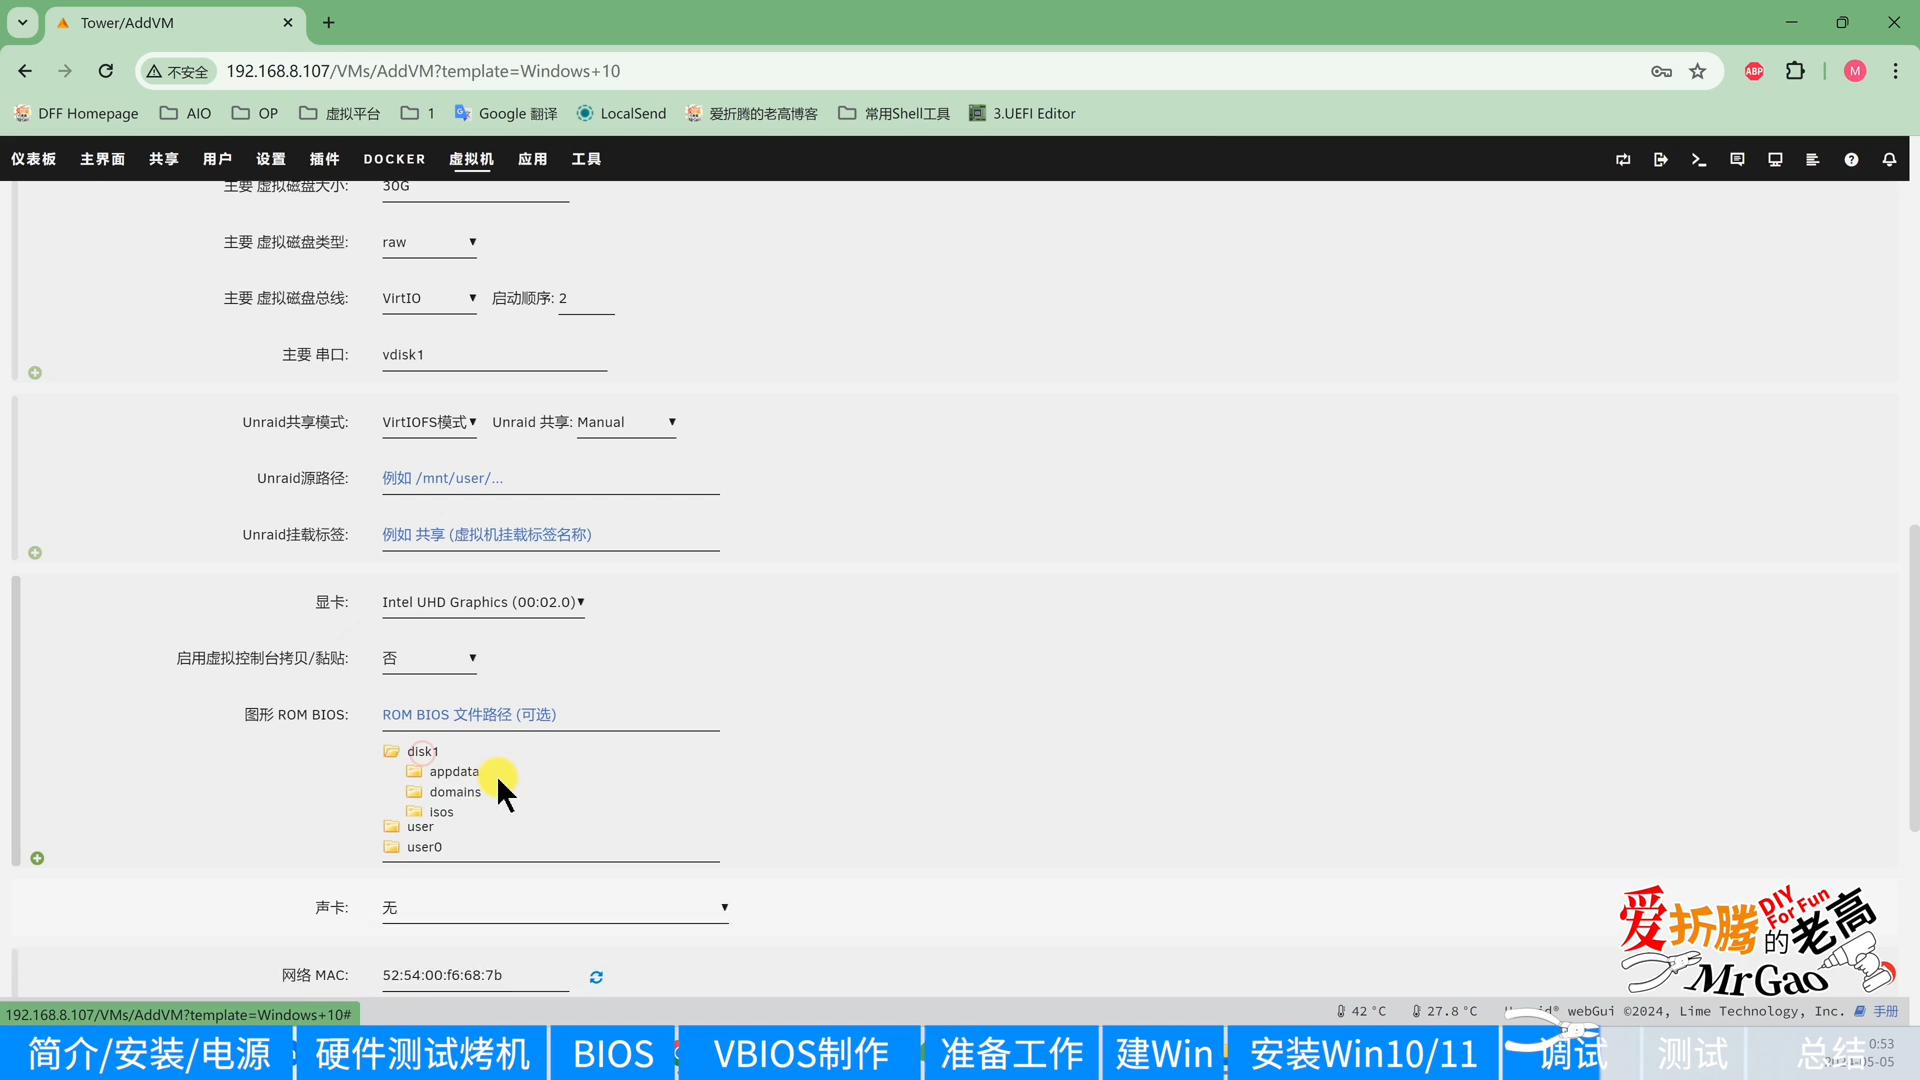 Tower/AddVM
不安全
192.168.8.107/VMs/AddVM?template=Windows+10
ABP
M
DFF Homepage
AIO
OP
虚拟平台
1
Google 翻译
LocalSend
爱折腾的老高博客
常用Shell工具
3.UEFI Editor
仪表板
主界面
共享
用户
设置
插件
DOCKER
虚拟机
应用
工具
主要 虚拟磁盘大小: 30G
主要 虚拟磁盘类型: raw
主要 虚拟磁盘总线: VirtIO 启动顺序: 2
主要 串口: vdisk1
Unraid共享模式: VirtIOFS模式 Unraid 共享: Manual
Unraid源路径: 例如 /mnt/user/...
Unraid挂载标签: 例如 共享 (虚拟机挂载标签名称)
显卡: Intel UHD Graphics (00:02.0)
启用虚拟控制台拷贝/黏贴: 否
图形 ROM BIOS: ROM BIOS 文件路径 (可选)
disk1
appdata
domains
isos
user
user0
声卡: 无
网络 MAC: 52:54:00:f6:68:7b
爱折腾的老高
DIY For Fun
MrGao
192.168.8.107/VMs/AddVM?template=Windows+10#
42 °C
27.8 °C
webGui ©2024, Lime Technology, Inc.
手册
简介/安装/电源
硬件测试烤机
BIOS
VBIOS制作
准备工作
建Win
安装Win10/11
调试
测试
总结
0:53